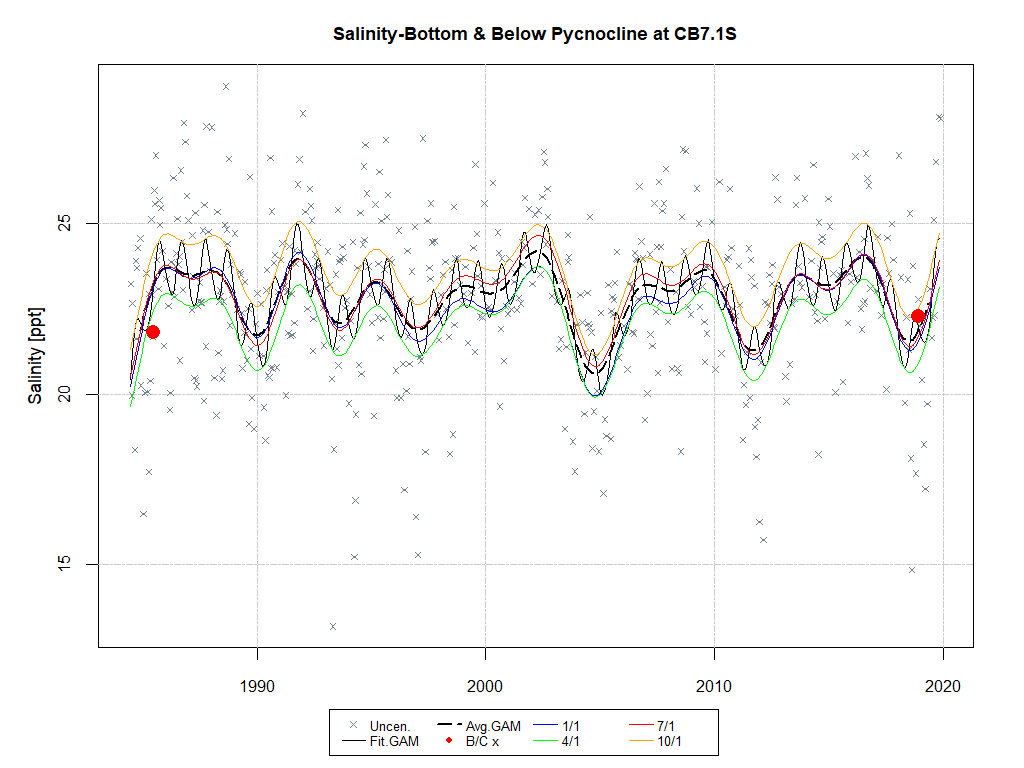 Salinity-Bottom & Below Pycnocline at CB7.1S
Salinity [ppt]
25
20
15
1990 2000 2010 2020
Uncen. Avg.GAM 1/1 7/1
Fit.GAM B/C x 4/1 10/1